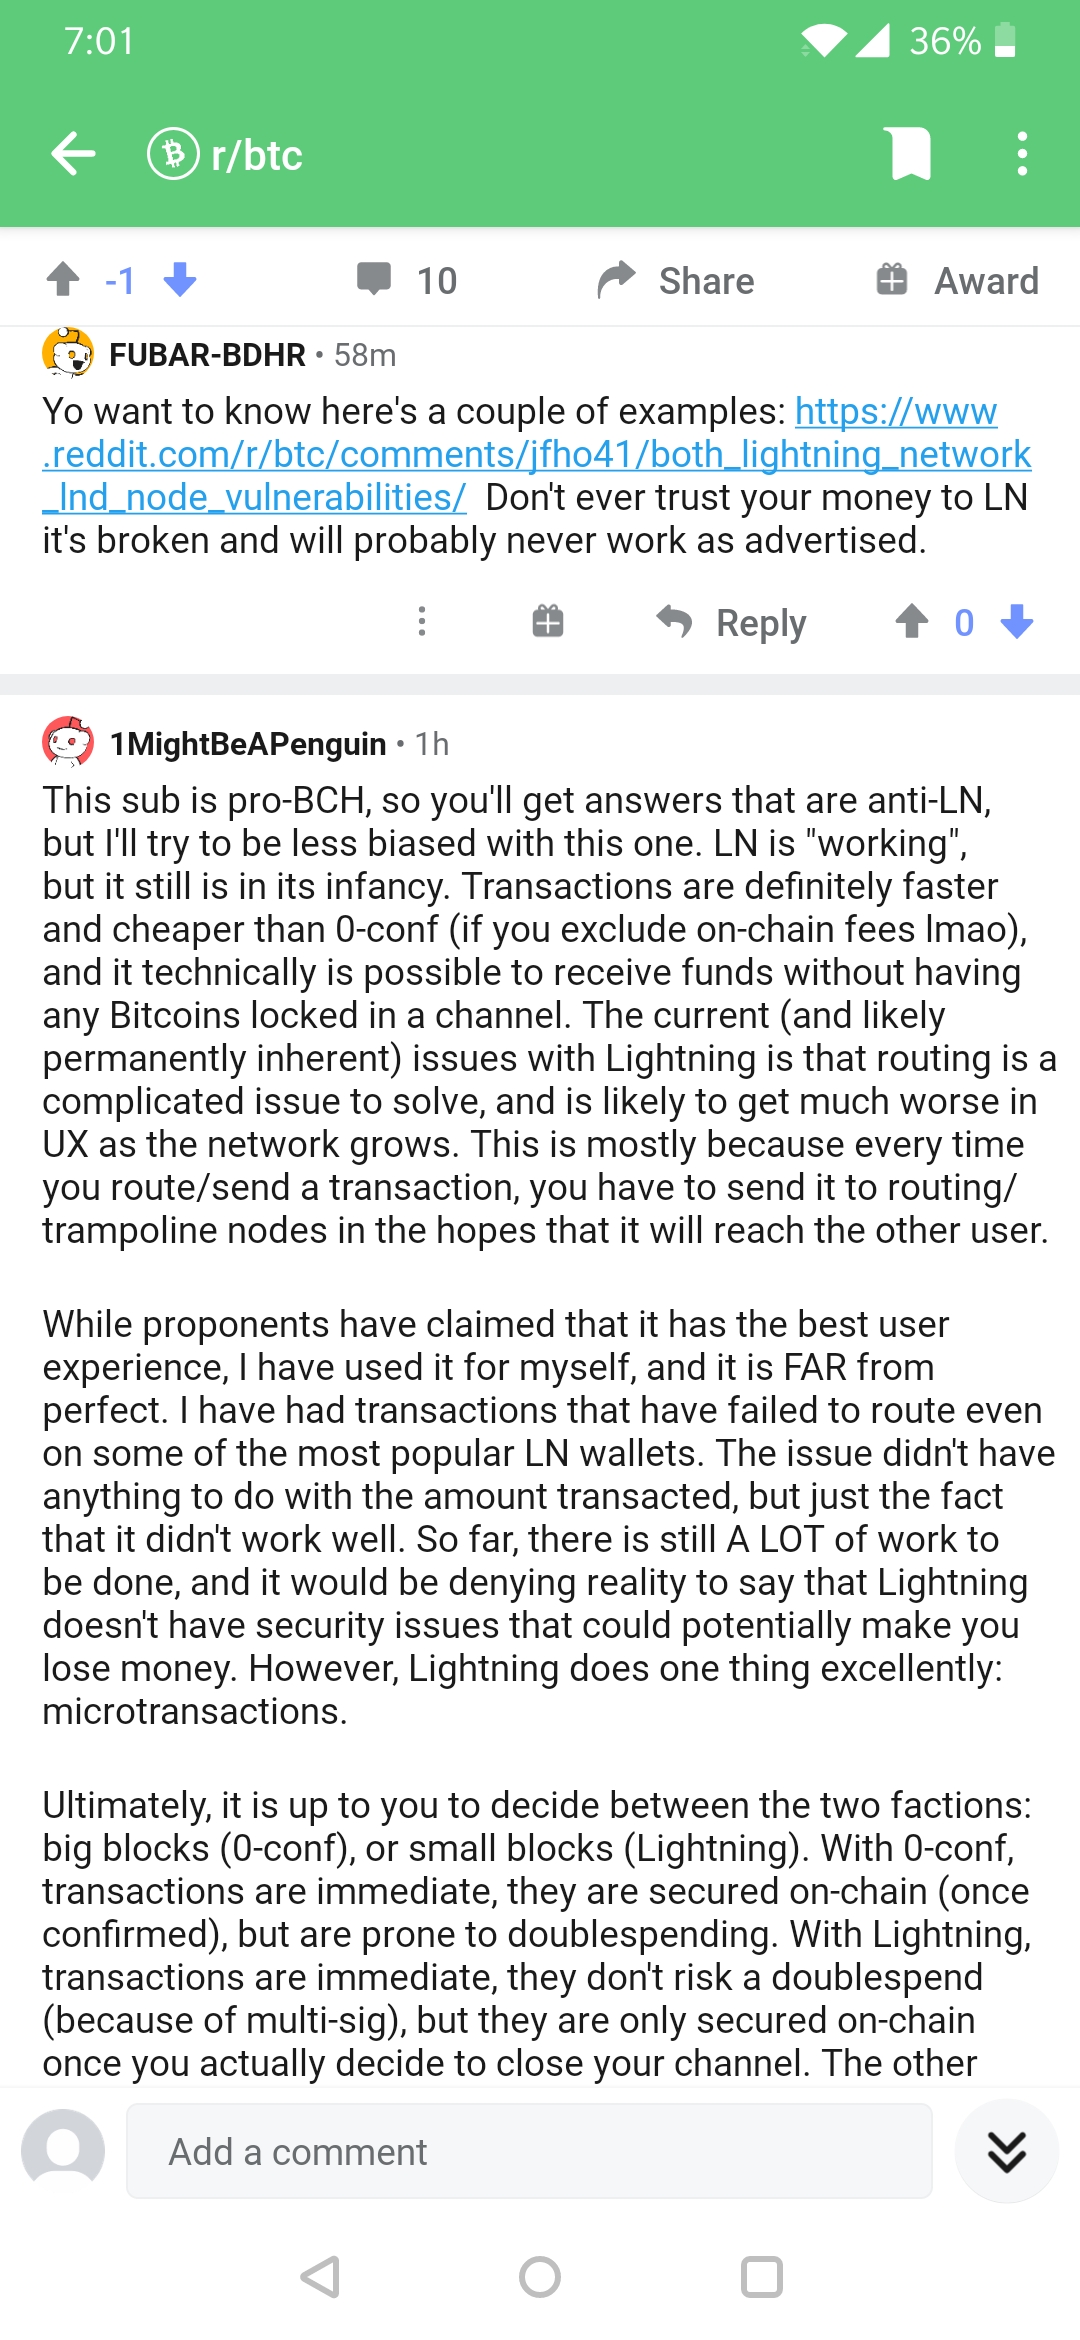 7:01
36%
r/btc
-1
10
Share
Award
FUBAR-BDHR • 58m
Yo want to know here's a couple of examples: https://www
.reddit.com/r/btc/comments/jfho41/both_lightning_network
_lnd_node_vulnerabilities/ Don't ever trust your money to LN
it's broken and will probably never work as advertised.
Reply
0
1MightBeAPenguin • 1h
This sub is pro-BCH, so you'll get answers that are anti-LN,
but I'll try to be less biased with this one. LN is "working",
but it still is in its infancy. Transactions are definitely faster
and cheaper than 0-conf (if you exclude on-chain fees lmao),
and it technically is possible to receive funds without having
any Bitcoins locked in a channel. The current (and likely
permanently inherent) issues with Lightning is that routing is a
complicated issue to solve, and is likely to get much worse in
UX as the network grows. This is mostly because every time
you route/send a transaction, you have to send it to routing/
trampoline nodes in the hopes that it will reach the other user.
While proponents have claimed that it has the best user
experience, I have used it for myself, and it is FAR from
perfect. I have had transactions that have failed to route even
on some of the most popular LN wallets. The issue didn't have
anything to do with the amount transacted, but just the fact
that it didn't work well. So far, there is still A LOT of work to
be done, and it would be denying reality to say that Lightning
doesn't have security issues that could potentially make you
lose money. However, Lightning does one thing excellently:
microtransactions.
Ultimately, it is up to you to decide between the two factions:
big blocks (0-conf), or small blocks (Lightning). With 0-conf,
transactions are immediate, they are secured on-chain (once
confirmed), but are prone to doublespending. With Lightning,
transactions are immediate, they don't risk a doublespend
(because of multi-sig), but they are only secured on-chain
once you actually decide to close your channel. The other
Add a comment